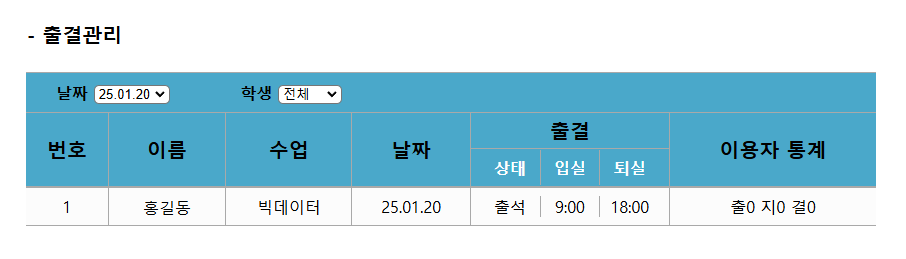 - 출결관리
날짜 25.01.20 학생 전체
번호 이름 수업 날짜 출결 이용자 통계
상태 입실 퇴실
1 홍길동 빅데이터 25.01.20 출석 9:00 18:00 출0 지0 결0